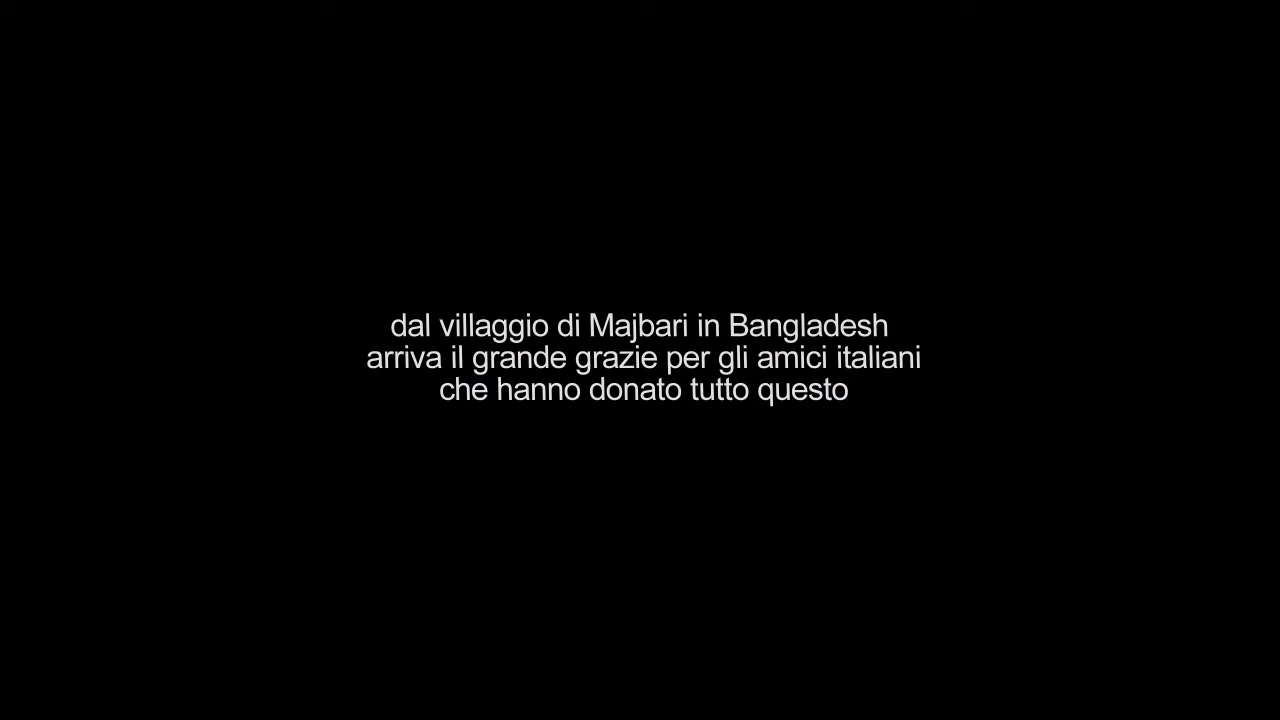 dal villaggio di Majbari in Bangladesh
arriva il grande grazie per gli amici italiani
che hanno donato tutto questo